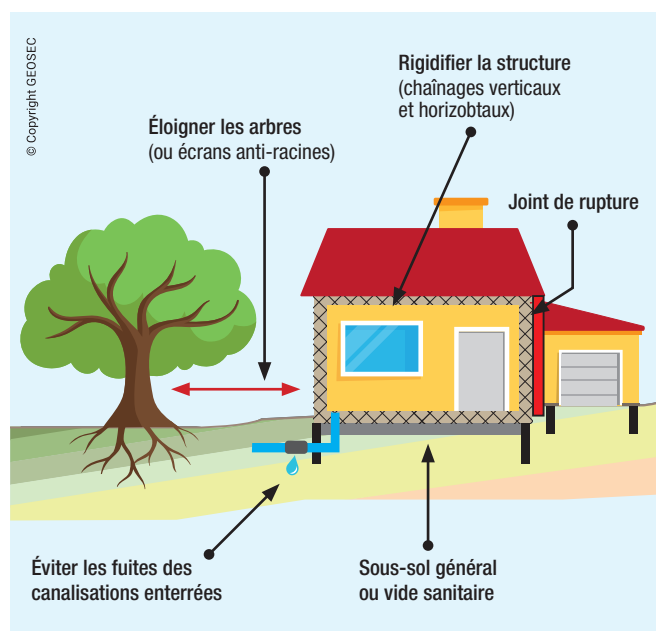 © Copyright GEOSEC
Rigidifier la structure
(chaînages verticaux
et horizobtaux)
Éloigner les arbres
(ou écrans anti-racines)
Joint de rupture
Éviter les fuites des
canalisations enterrées
Sous-sol général
ou vide sanitaire